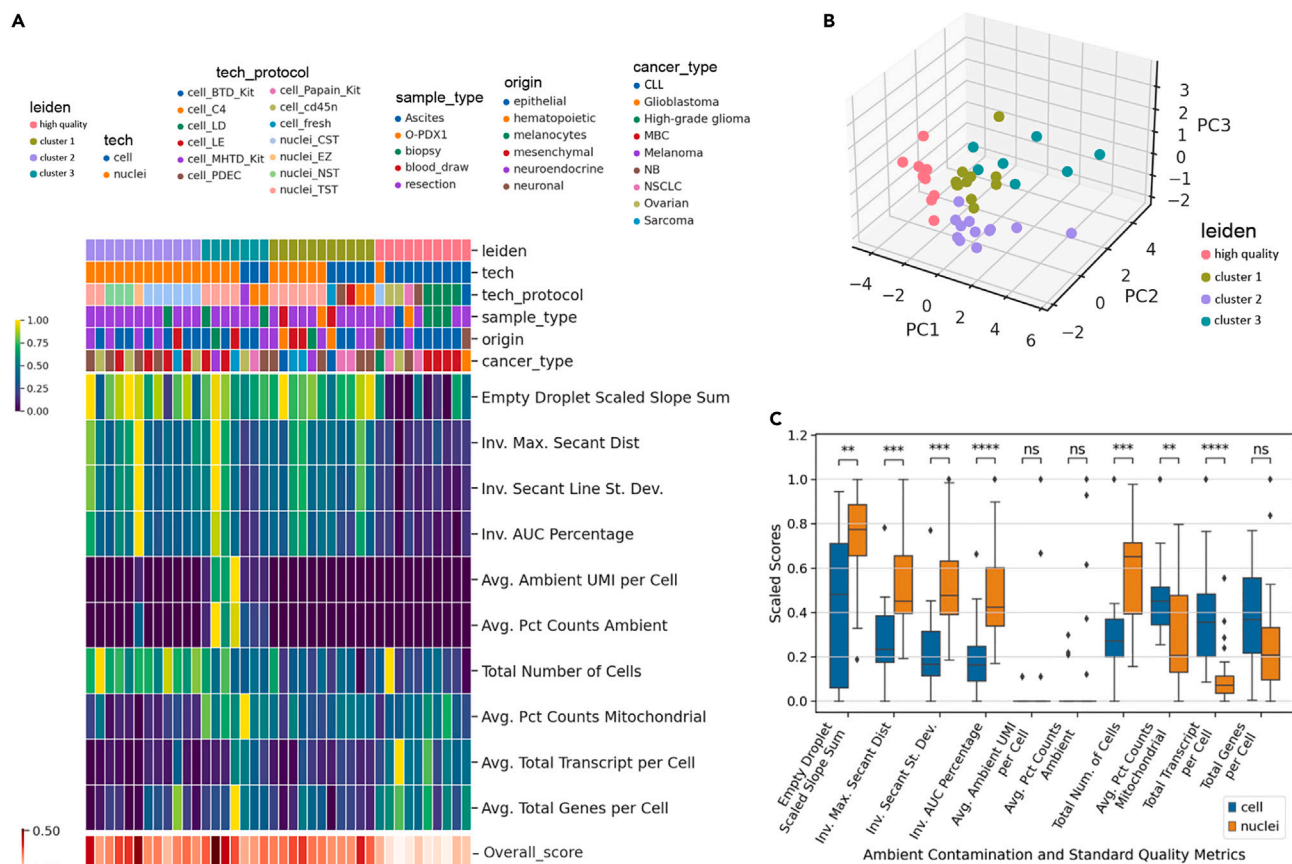 A
leiden
high quality
cluster 1
cluster 2
cluster 3
tech
cell
nuclei
tech_protocol
cell_BTD_Kit
cell_C4
cell_LD
cell_LE
cell_MHTD_Kit
cell_PDEC
cell_Papain_Kit
cell_cd45n
cell_fresh
nuclei_CST
nuclei_EZ
nuclei_NST
nuclei_TST
sample_type
Ascites
O-PDX1
biopsy
blood_draw
resection
origin
epithelial
hematopoietic
melanocytes
mesenchymal
neuroendocrine
neuronal
cancer_type
CLL
Glioblastoma
High-grade glioma
MBC
Melanoma
NB
NSCLC
Ovarian
Sarcoma
leiden
tech
tech_protocol
sample_type
origin
cancer_type
1.00
0.75
0.50
0.25
0.00
Empty Droplet Scaled Slope Sum
Inv. Max. Secant Dist
Inv. Secant Line St. Dev.
Inv. AUC Percentage
Avg. Ambient UMI per Cell
Avg. Pct Counts Ambient
Total Number of Cells
Avg. Pct Counts Mitochondrial
Avg. Total Transcript per Cell
Avg. Total Genes per Cell
0.50
Overall_score
B
3
2
1
0
−1
−2
PC3
−4
−2
0
2
4
6
PC1
−2
0
2
4
PC2
leiden
high quality
cluster 1
cluster 2
cluster 3
C
1.2
1.0
0.8
0.6
0.4
0.2
0.0
Scaled Scores
** *** *** **** ns ns *** ** **** ns
Empty Droplet
Scaled Slope Sum
Inv. Max. Secant Dist
Inv. Secant St. Dev.
Inv. AUC Percentage
Avg. Ambient UMI
per Cell
Avg. Pct Counts
Ambient
Total Num. of Cells
Avg. Pct Counts
Mitochondrial
Total Transcript
per Cell
Total Genes
per Cell
cell
nuclei
Ambient Contamination and Standard Quality Metrics